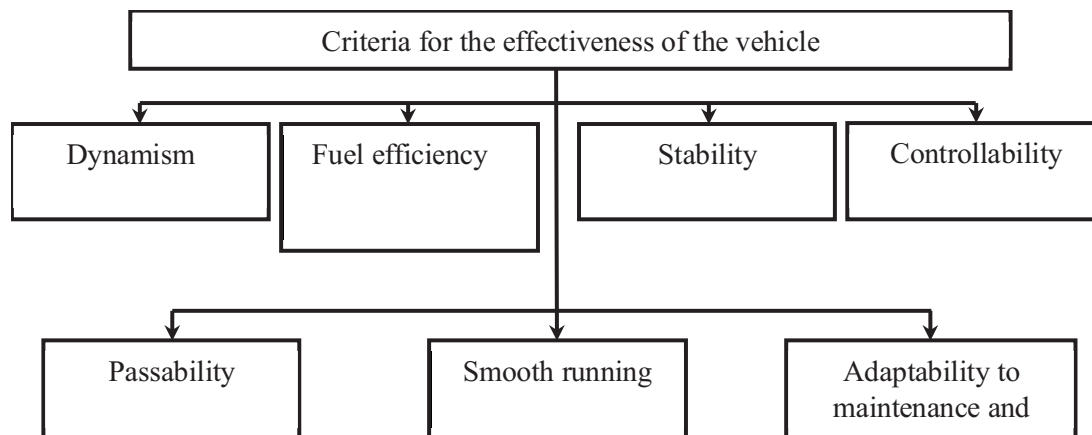 Criteria for the effectiveness of the vehicle
Dynamism
Fuel efficiency
Stability
Controllability
Passability
Smooth running
Adaptability to
maintenance and